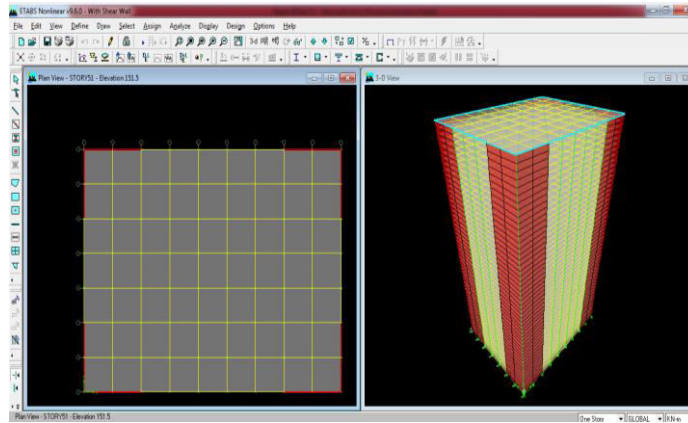 ETABS Nonlinear v9.6.0 - With Shear Wall
File Edit View Define Draw Select Assign Analyze Display Design Options Help
Plan View - STORY51 - Elevation 151.5
3-D View
Plan View - STORY51 - Elevation 151.5
One Story GLOBAL KN-m